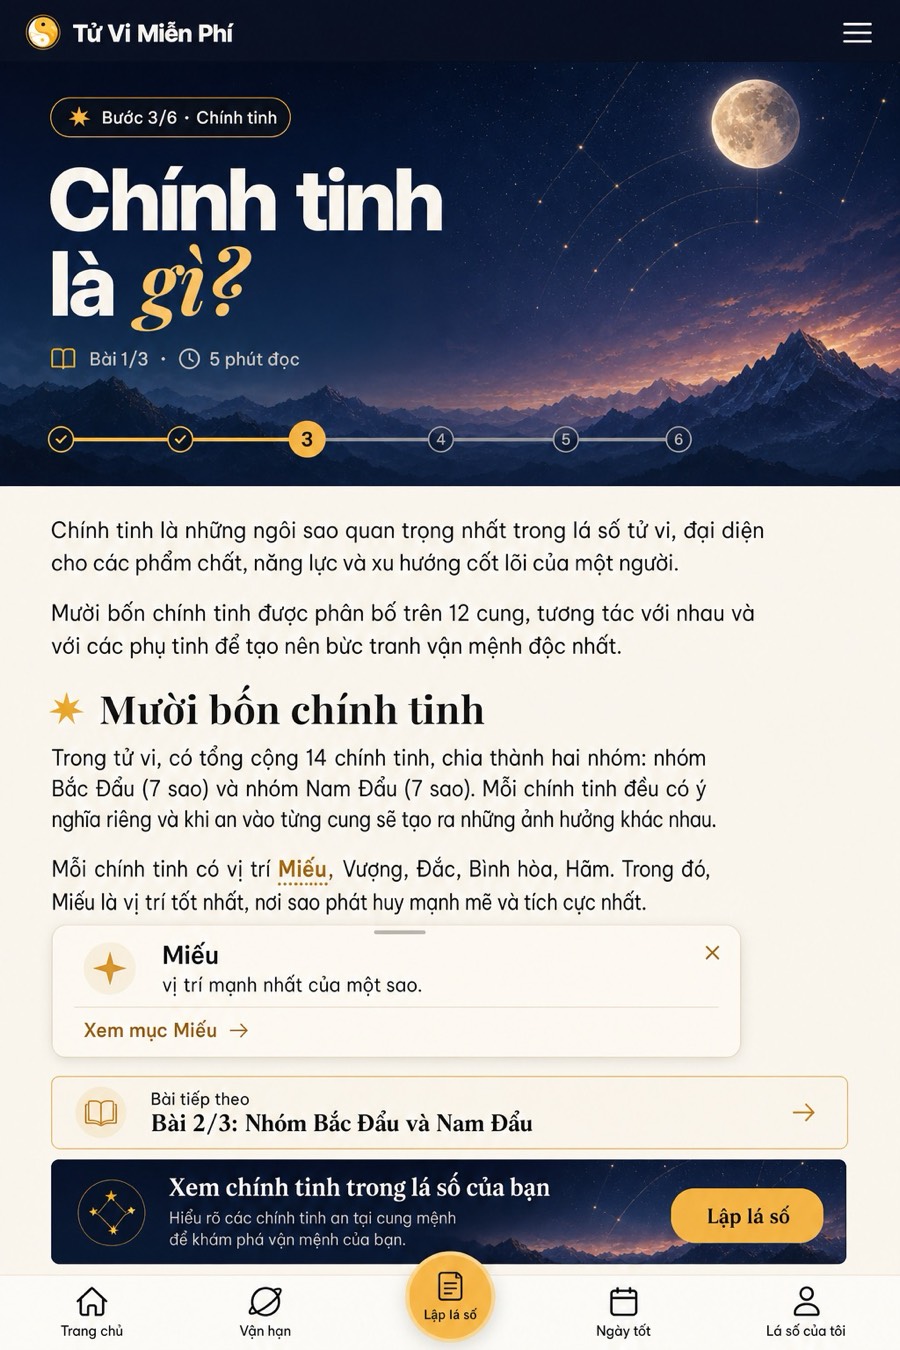 Tử Vi Miễn Phí
Bước 3/6 · Chính tinh
Chính tinh
là gì?
Bài 1/3 · 5 phút đọc
3
4
5
6
Chính tinh là những ngôi sao quan trọng nhất trong lá số tử vi, đại diện
cho các phẩm chất, năng lực và xu hướng cốt lõi của một người.
Mười bốn chính tinh được phân bố trên 12 cung, tương tác với nhau và
với các phụ tinh để tạo nên bức tranh vận mệnh độc nhất.
Mười bốn chính tinh
Trong tử vi, có tổng cộng 14 chính tinh, chia thành hai nhóm: nhóm
Bắc Đẩu (7 sao) và nhóm Nam Đẩu (7 sao). Mỗi chính tinh đều có ý
nghĩa riêng và khi an vào từng cung sẽ tạo ra những ảnh hưởng khác nhau.
Mỗi chính tinh có vị trí Miếu, Vượng, Đắc, Bình hòa, Hãm. Trong đó,
Miếu là vị trí tốt nhất, nơi sao phát huy mạnh mẽ và tích cực nhất.
Miếu
vị trí mạnh nhất của một sao.
Xem mục Miếu →
Bài tiếp theo
Bài 2/3: Nhóm Bắc Đẩu và Nam Đẩu
Xem chính tinh trong lá số của bạn
Hiểu rõ các chính tinh an tại cung mệnh
để khám phá vận mệnh của bạn.
Lập lá số
Trang chủ
Vận hạn
Lập lá số
Ngày tốt
Lá số của tôi